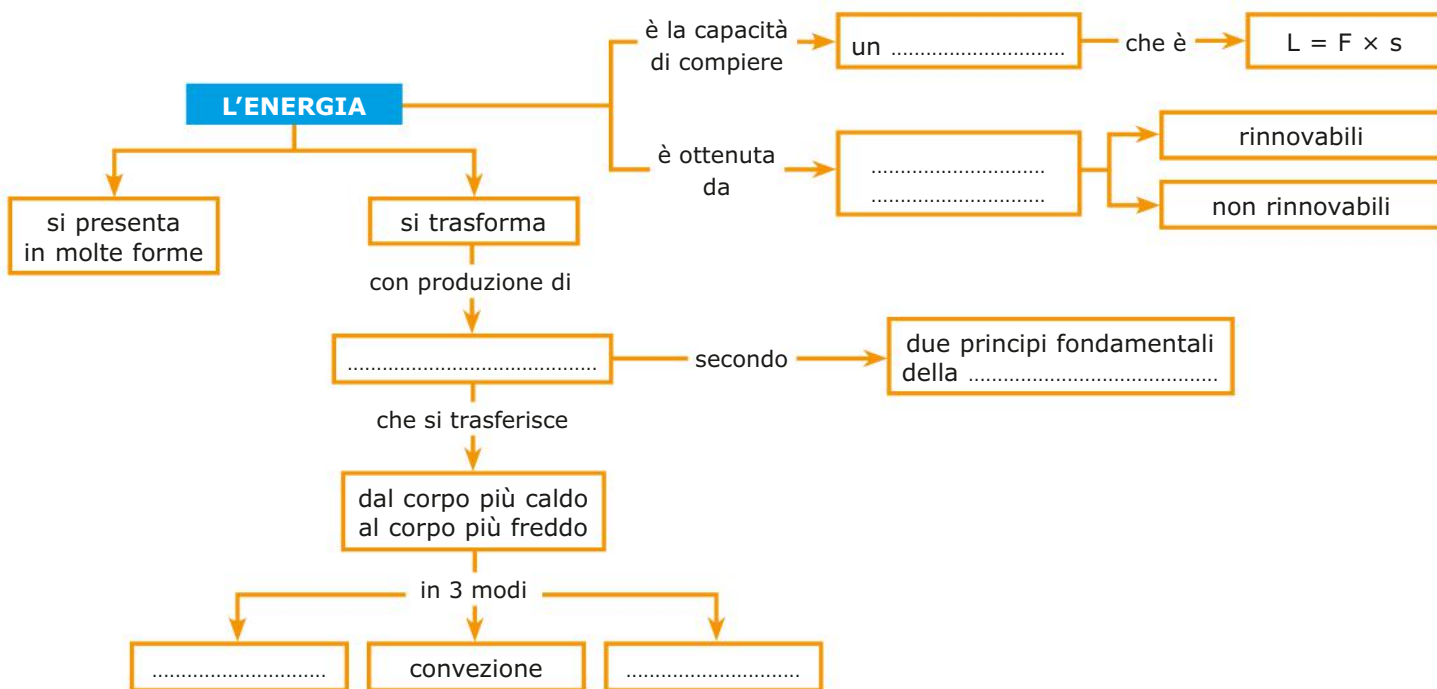 è la capacità
di compiere
un ..............................
che è
L = F × s
L’ENERGIA
è ottenuta
da
..............................
..............................
rinnovabili
non rinnovabili
si presenta
in molte forme
si trasforma
con produzione di
...........................................
secondo
due principi fondamentali
della ...........................................
che si trasferisce
dal corpo più caldo
al corpo più freddo
in 3 modi
..............................
convezione
..............................